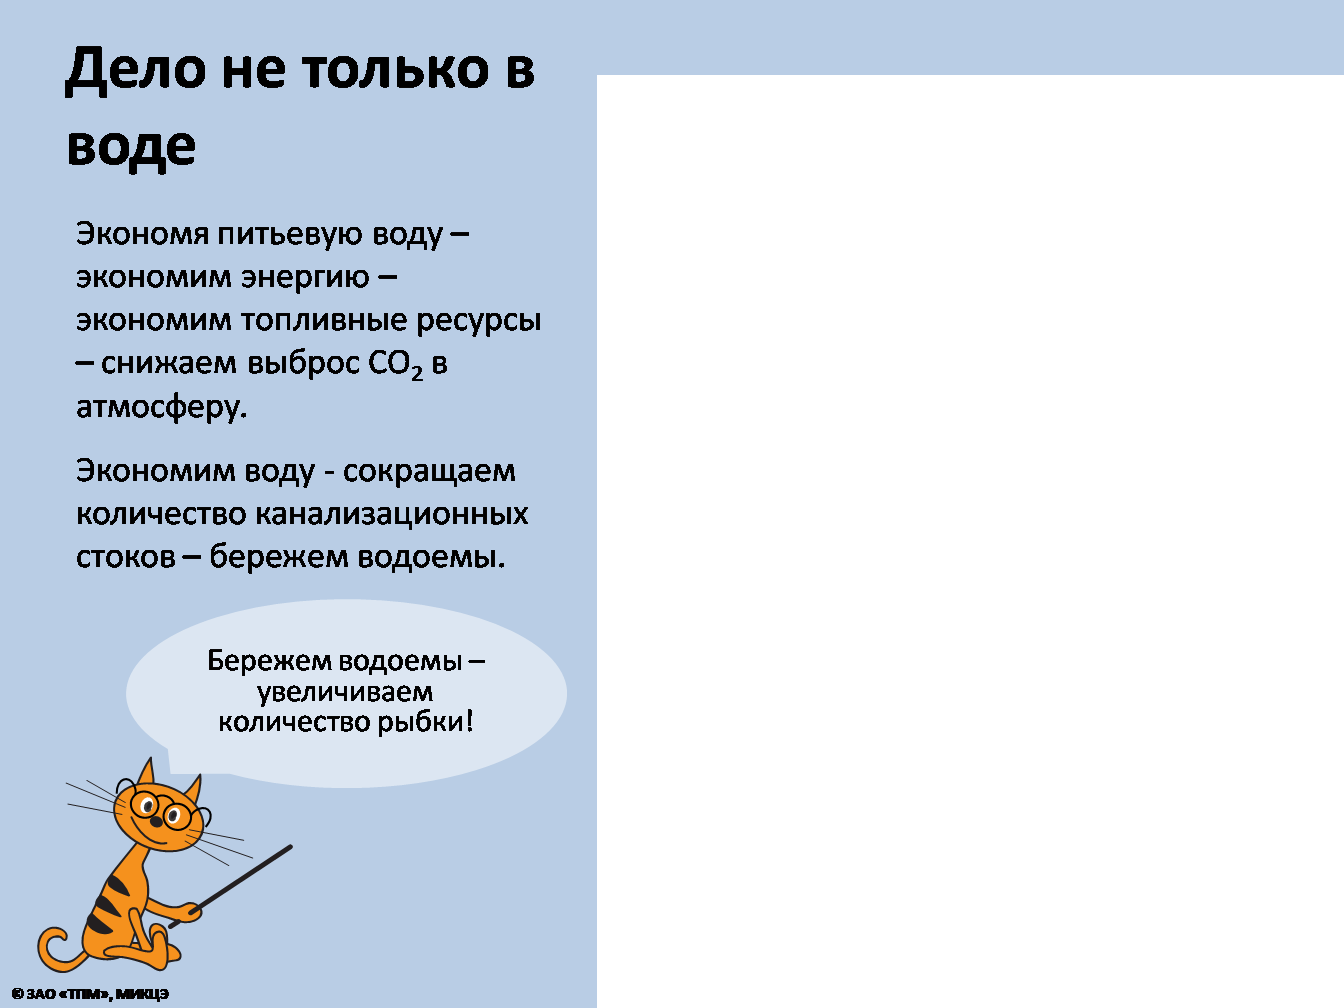 Дело не только в
воде
Экономя питьевую воду –
экономим энергию –
экономим топливные ресурсы
– снижаем выброс CO₂ в
атмосферу.
Экономим воду - сокращаем
количество канализационных
стоков – бережем водоемы.
Бережем водоемы –
увеличиваем
количество рыбки!
© ЗАО «ТПМ», МИКЦЭ